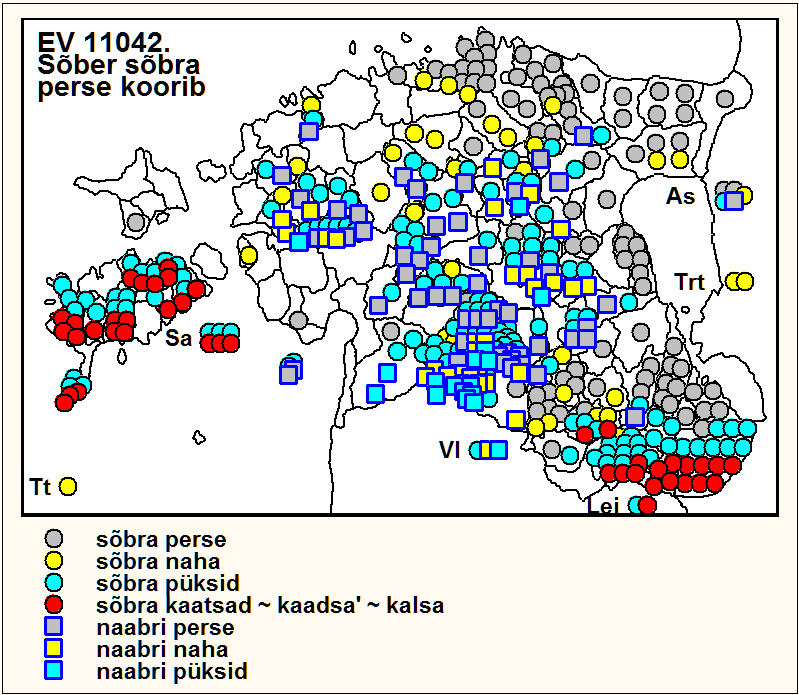 EV 11042.
Sõber sõbra
perse koorib
As
Trt
Sa
Vl
Tt
Lei
sõbra perse
sõbra naha
sõbra püksid
sõbra kaatsad ~ kaadsa' ~ kalsa
naabri perse
naabri naha
naabri püksid